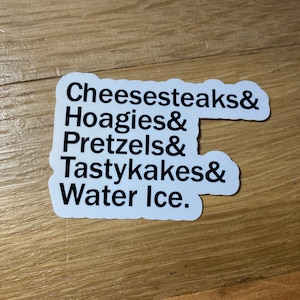 Cheesesteaks&
Hoagies&
Pretzels&
Tastykakes&
Water Ice.